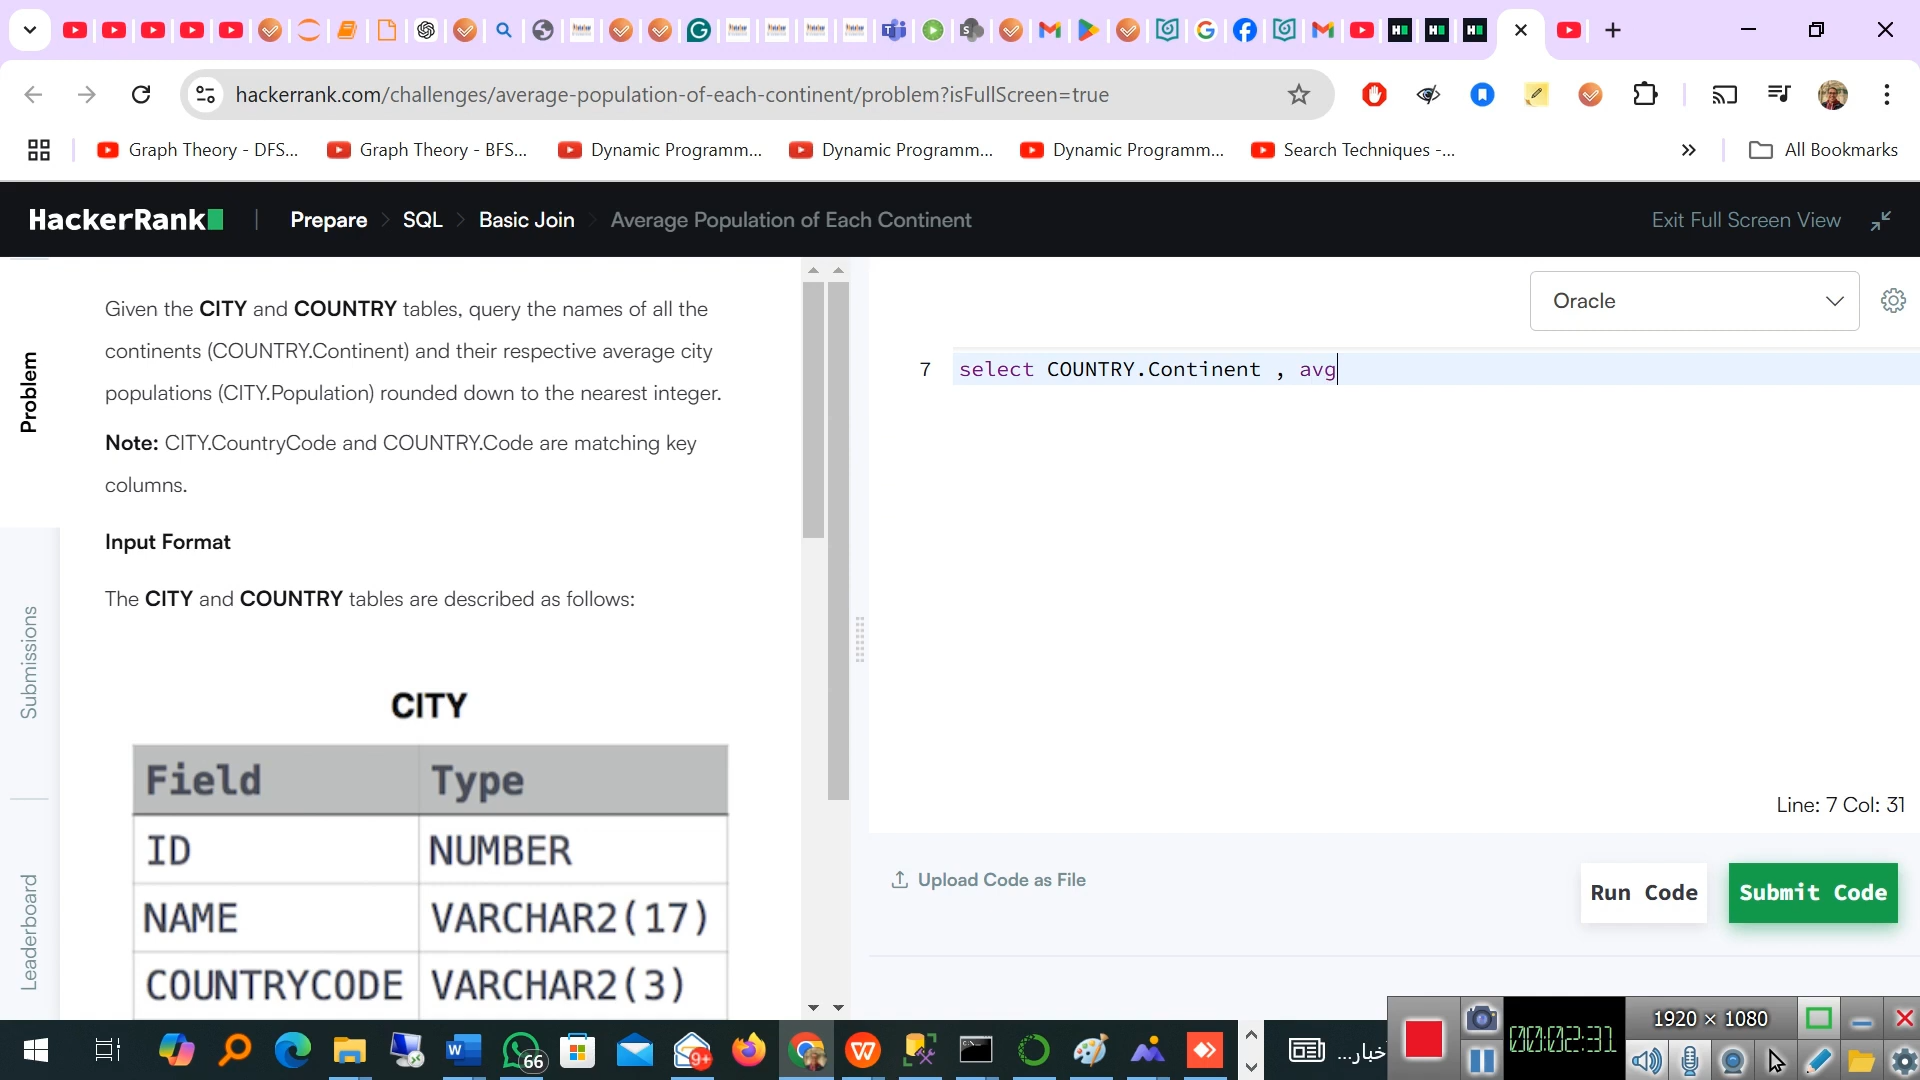 hackerrank.com/challenges/average-population-of-each-continent/problem?isFullScreen=true
Graph Theory - DFS...
Graph Theory - BFS...
Dynamic Programm...
Dynamic Programm...
Dynamic Programm...
Search Techniques -...
»
All Bookmarks
HackerRank
Prepare
SQL
Basic Join
Average Population of Each Continent
Exit Full Screen View
Problem
Submissions
Leaderboard
Given the CITY and COUNTRY tables, query the names of all the
continents (COUNTRY.Continent) and their respective average city
populations (CITY.Population) rounded down to the nearest integer.
Note: CITY.CountryCode and COUNTRY.Code are matching key
columns.
Input Format
The CITY and COUNTRY tables are described as follows:
CITY
Field Type
ID NUMBER
NAME VARCHAR2(17)
COUNTRYCODE VARCHAR2(3)
Oracle
7 select COUNTRY.Continent , avg
Line: 7 Col: 31
Upload Code as File
Run Code
Submit Code
66
9+
خبار...
00:02:31
1920 × 1080